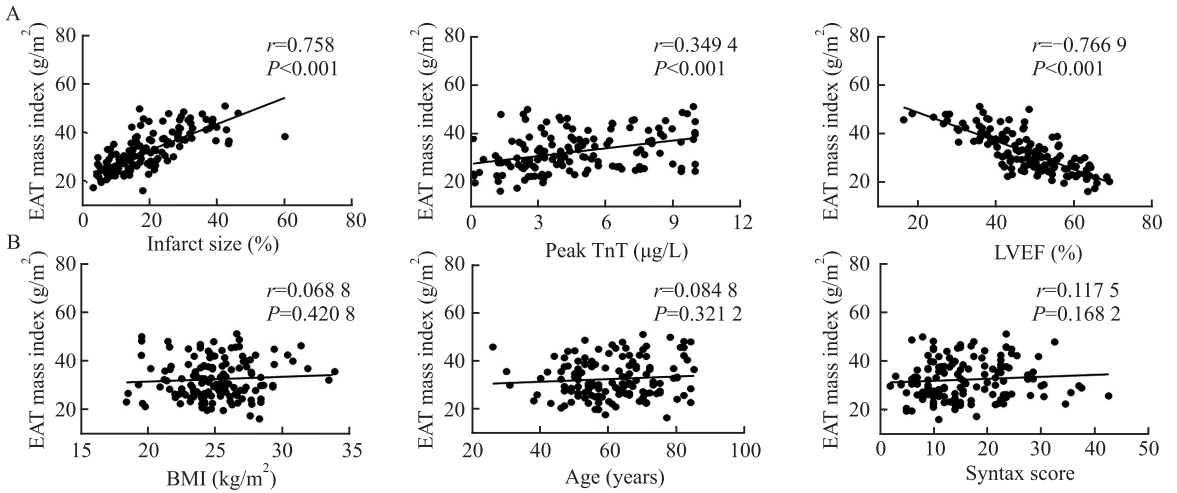 A
EAT mass index (g/m²)
80
60
40
20
0
20
40
60
80
Infarct size (%)
r=0.758
P<0.001
EAT mass index (g/m²)
80
60
40
20
0
3
6
9
12
Peak TnT (μg/L)
r=0.349 4
P<0.001
EAT mass index (g/m²)
80
60
40
20
20
40
60
80
LVEF (%)
r=−0.766 9
P<0.001
B
EAT mass index (g/m²)
80
60
40
20
15
20
25
30
35
BMI (kg/m²)
r=0.068 8
P=0.420 8
EAT mass index (g/m²)
80
60
40
20
20
40
60
80
100
Age (years)
r=0.084 8
P=0.321 2
EAT mass index (g/m²)
80
60
40
20
0
10
20
30
40
50
Syntax score
r=0.117 5
P=0.168 2